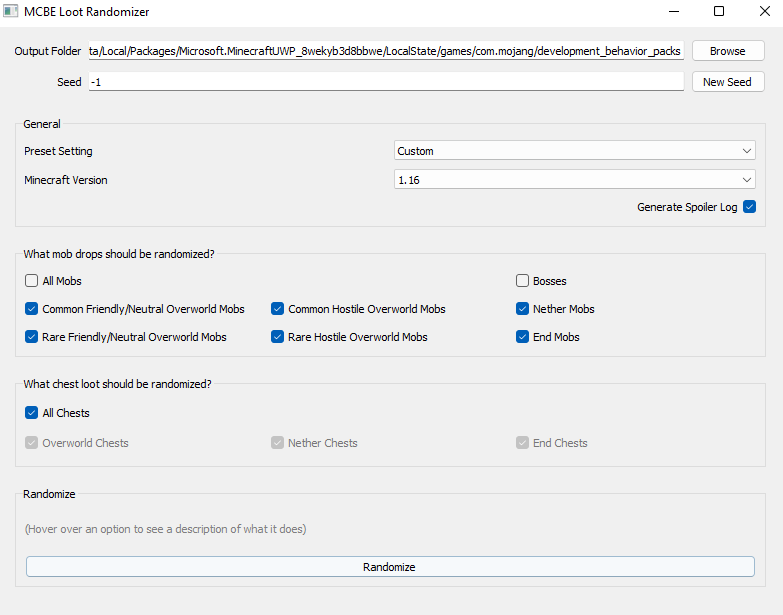 MCBE Loot Randomizer
Output Folder ta/Local/Packages/Microsoft.MinecraftUWP_8wekyb3d8bbwe/LocalState/games/com.mojang/development_behavior_packs Browse
Seed -1 New Seed
General
Preset Setting Custom
Minecraft Version 1.16
Generate Spoiler Log
What mob drops should be randomized?
All Mobs Bosses
Common Friendly/Neutral Overworld Mobs Common Hostile Overworld Mobs Nether Mobs
Rare Friendly/Neutral Overworld Mobs Rare Hostile Overworld Mobs End Mobs
What chest loot should be randomized?
All Chests
Overworld Chests Nether Chests End Chests
Randomize
(Hover over an option to see a description of what it does)
Randomize